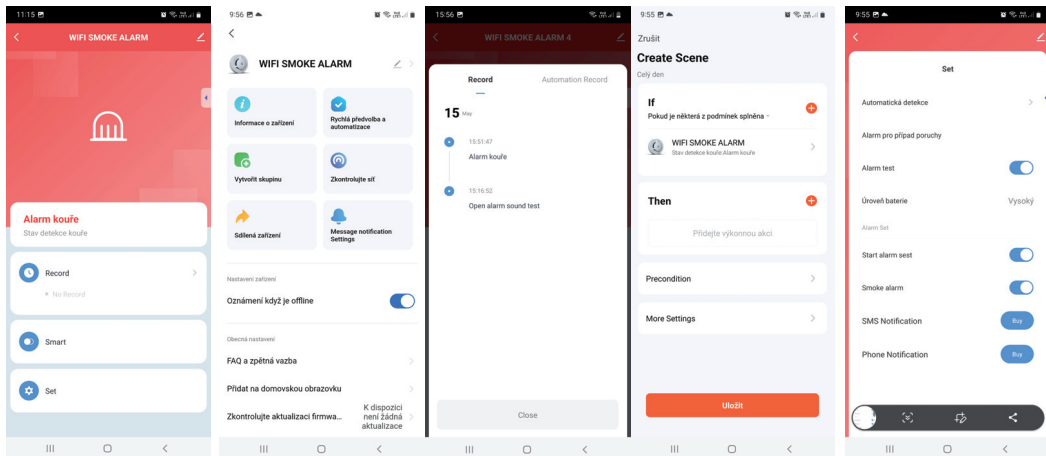 11:15
WIFI SMOKE ALARM
Alarm kouře
Stav detekce kouře
Record
No Record
Smart
Set
9:56
WIFI SMOKE ALARM
Informace o zařízení
Rychlá předvolba a
automatizace
Vytvořit skupinu
Zkontrolujte síť
Sdílená zařízení
Message notification
Settings
Nastavení zařízení
Oznámení když je offline
Obecná nastavení
FAQ a zpětná vazba
Přidat na domovskou obrazovku
Zkontrolujte aktualizaci firmwa...
K dispozici
není žádná
aktualizace
15:56
WIFI SMOKE ALARM 4
Record
Automation Record
15 May
15:51:47
Alarm kouře
15:16:52
Open alarm sound test
Close
9:55
Zrušit
Create Scene
Celý den
If
Pokud je některá z podmínek splněna
WIFI SMOKE ALARM
Stav detekce kouře:Alarm kouře
Then
Přidejte výkonnou akci
Precondition
More Settings
Uložit
9:55
Set
Automatická detekce
Alarm pro případ poruchy
Alarm test
Úroveň baterie
Vysoký
Alarm Set
Start alarm sest
Smoke alarm
SMS Notification
Buy
Phone Notification
Buy